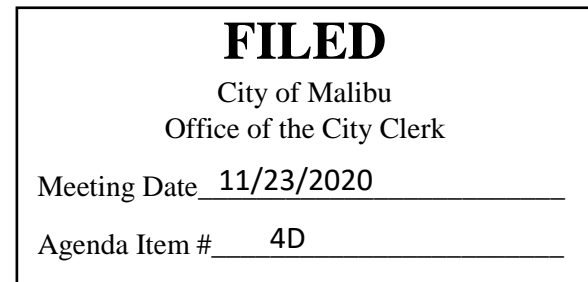 FILED
City of Malibu
Office of the City Clerk
Meeting Date 11/23/2020
Agenda Item # 4D